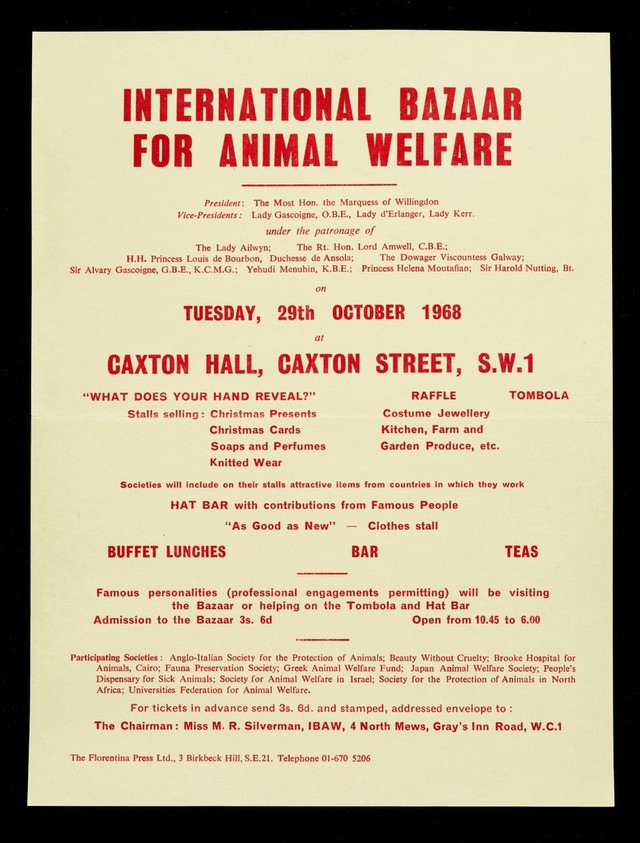 INTERNATIONAL BAZAAR
FOR ANIMAL WELFARE
President: The Most Hon. the Marquess of Willingdon
Vice-Presidents: Lady Gascoigne, O.B.E., Lady d'Erlanger, Lady Kerr.
under the patronage of
The Lady Ailwyn; The Rt. Hon. Lord Amwell, C.B.E.;
H.H. Princess Louis de Bourbon, Duchesse de Ansola; The Dowager Viscountess Galway;
Sir Alvary Gascoigne, G.B.E., K.C.M.G.; Yehudi Menuhin, K.B.E.; Princess Helena Moutafian; Sir Harold Nutting, Bt.
on
TUESDAY, 29th OCTOBER 1968
at
CAXTON HALL, CAXTON STREET, S.W.1
"WHAT DOES YOUR HAND REVEAL?" RAFFLE TOMBOLA
Stalls selling: Christmas Presents Costume Jewellery
Christmas Cards Kitchen, Farm and
Soaps and Perfumes Garden Produce, etc.
Knitted Wear
Societies will include on their stalls attractive items from countries in which they work
HAT BAR with contributions from Famous People
"As Good as New" — Clothes stall
BUFFET LUNCHES BAR TEAS
Famous personalities (professional engagements permitting) will be visiting
the Bazaar or helping on the Tombola and Hat Bar
Admission to the Bazaar 3s. 6d Open from 10.45 to 6.00
Participating Societies: Anglo-Italian Society for the Protection of Animals; Beauty Without Cruelty; Brooke Hospital for
Animals, Cairo; Fauna Preservation Society; Greek Animal Welfare Fund; Japan Animal Welfare Society; People's
Dispensary for Sick Animals; Society for Animal Welfare in Israel; Society for the Protection of Animals in North
Africa; Universities Federation for Animal Welfare.
For tickets in advance send 3s. 6d. and stamped, addressed envelope to:
The Chairman: Miss M. R. Silverman, IBAW, 4 North Mews, Gray's Inn Road, W.C.1
The Florentina Press Ltd., 3 Birkbeck Hill, S.E.21. Telephone 01-670 5206